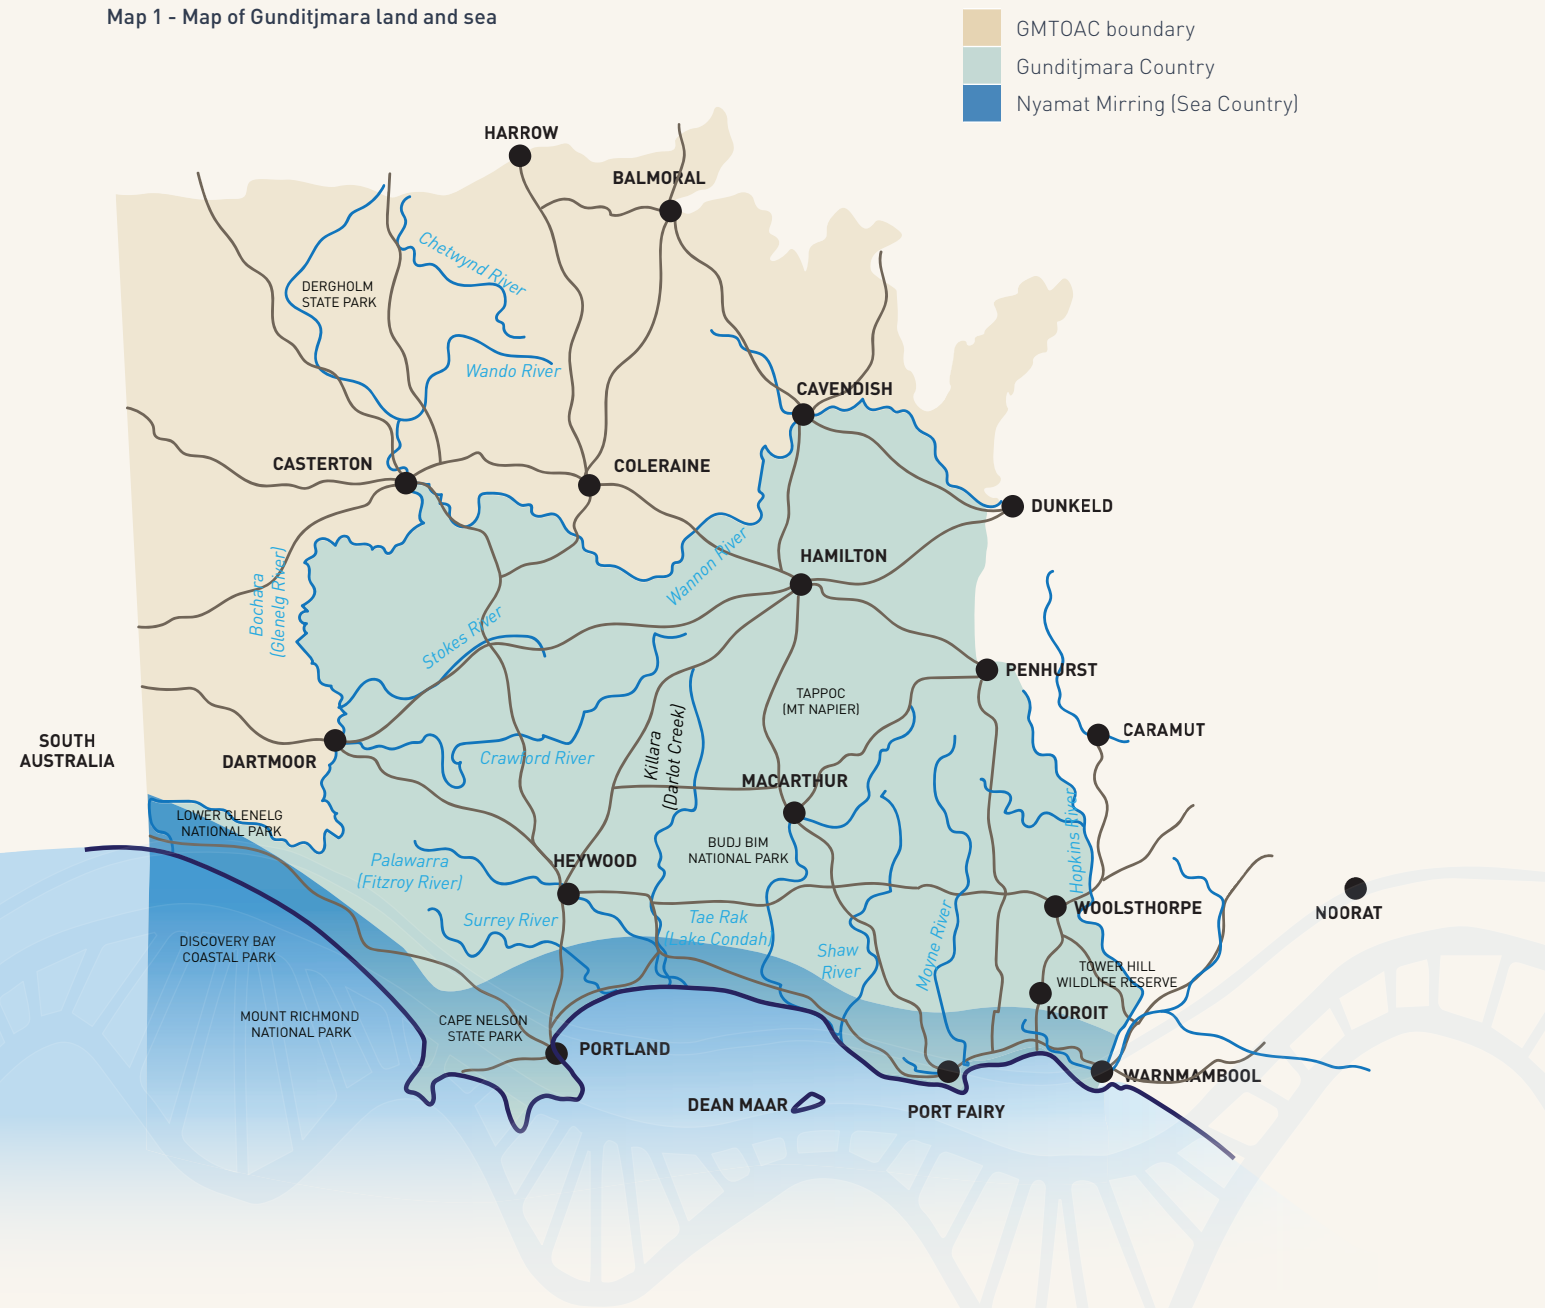 Map 1 - Map of Gunditjmara land and sea
GMTOAC boundary
Gunditjmara Country
Nyamat Mirring (Sea Country)
HARROW
BALMORAL
Chetwynd River
DERGHOLM
STATE PARK
Wando River
CAVENDISH
CASTERTON
COLERAINE
DUNKELD
Wannon River
HAMILTON
Bochara
(Glenelg River)
Stokes River
PENHURST
TAPPOC
(MT NAPIER)
CARAMUT
SOUTH
AUSTRALIA
DARTMOOR
Crawford River
Killara
(Darlot Creek)
MACARTHUR
LOWER GLENELG
NATIONAL PARK
Hopkins River
BUDJ BIM
NATIONAL PARK
Palawarra
(Fitzroy River)
HEYWOOD
NOORAT
WOOLSTHORPE
Surrey River
Tae Rak
(Lake Condah)
DISCOVERY BAY
COASTAL PARK
Shaw
River
Moyne River
TOWER HILL
WILDLIFE RESERVE
MOUNT RICHMOND
NATIONAL PARK
CAPE NELSON
STATE PARK
KOROIT
PORTLAND
WARNMAMBOOL
DEAN MAAR
PORT FAIRY